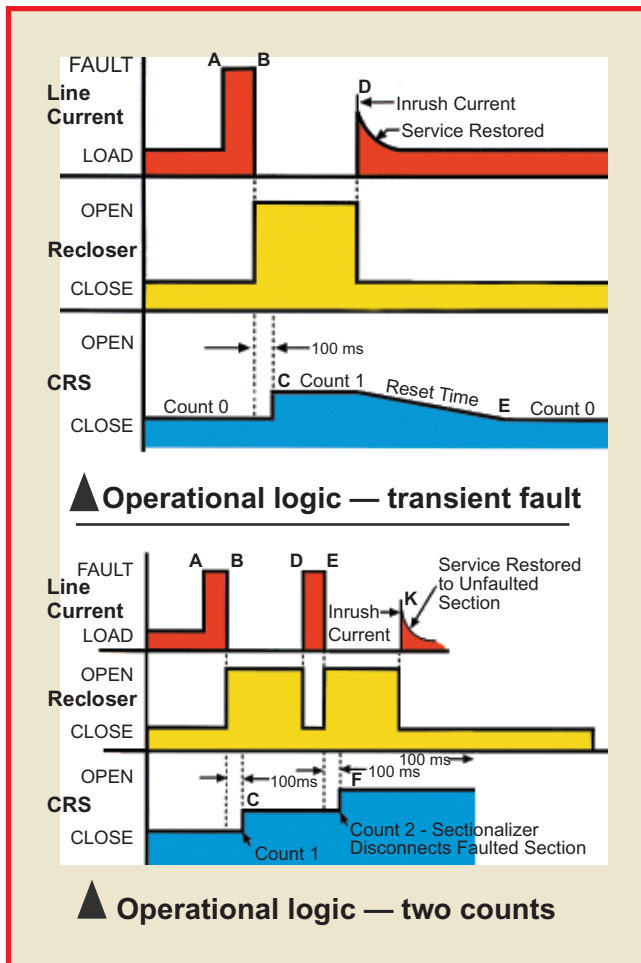 FAULT A B
Line
Current
D
Inrush Current
Service Restored
LOAD
OPEN
Recloser
CLOSE
OPEN
100 ms
CRS
C Count 1 Reset Time E Count 0
Count 0
CLOSE
Operational logic — transient fault
FAULT A B D E
Service Restored
to Unfaulted
Section
Line
Current
K
Inrush
Current
LOAD
OPEN
Recloser
CLOSE
100 ms
OPEN
100ms
100 ms
F
CRS
C
Count 2 - Sectionalizer
Disconnects Faulted Section
CLOSE
Count 1
Operational logic — two counts